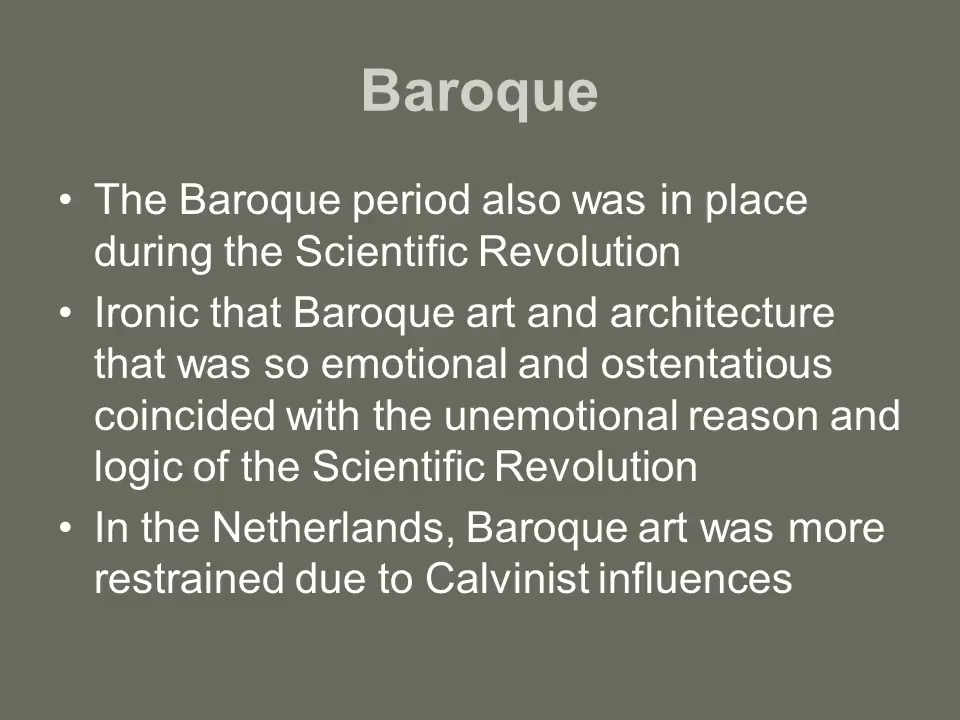 Baroque
• The Baroque period also was in place
during the Scientific Revolution
• Ironic that Baroque art and architecture
that was so emotional and ostentatious
coincided with the unemotional reason and
logic of the Scientific Revolution
• In the Netherlands, Baroque art was more
restrained due to Calvinist influences